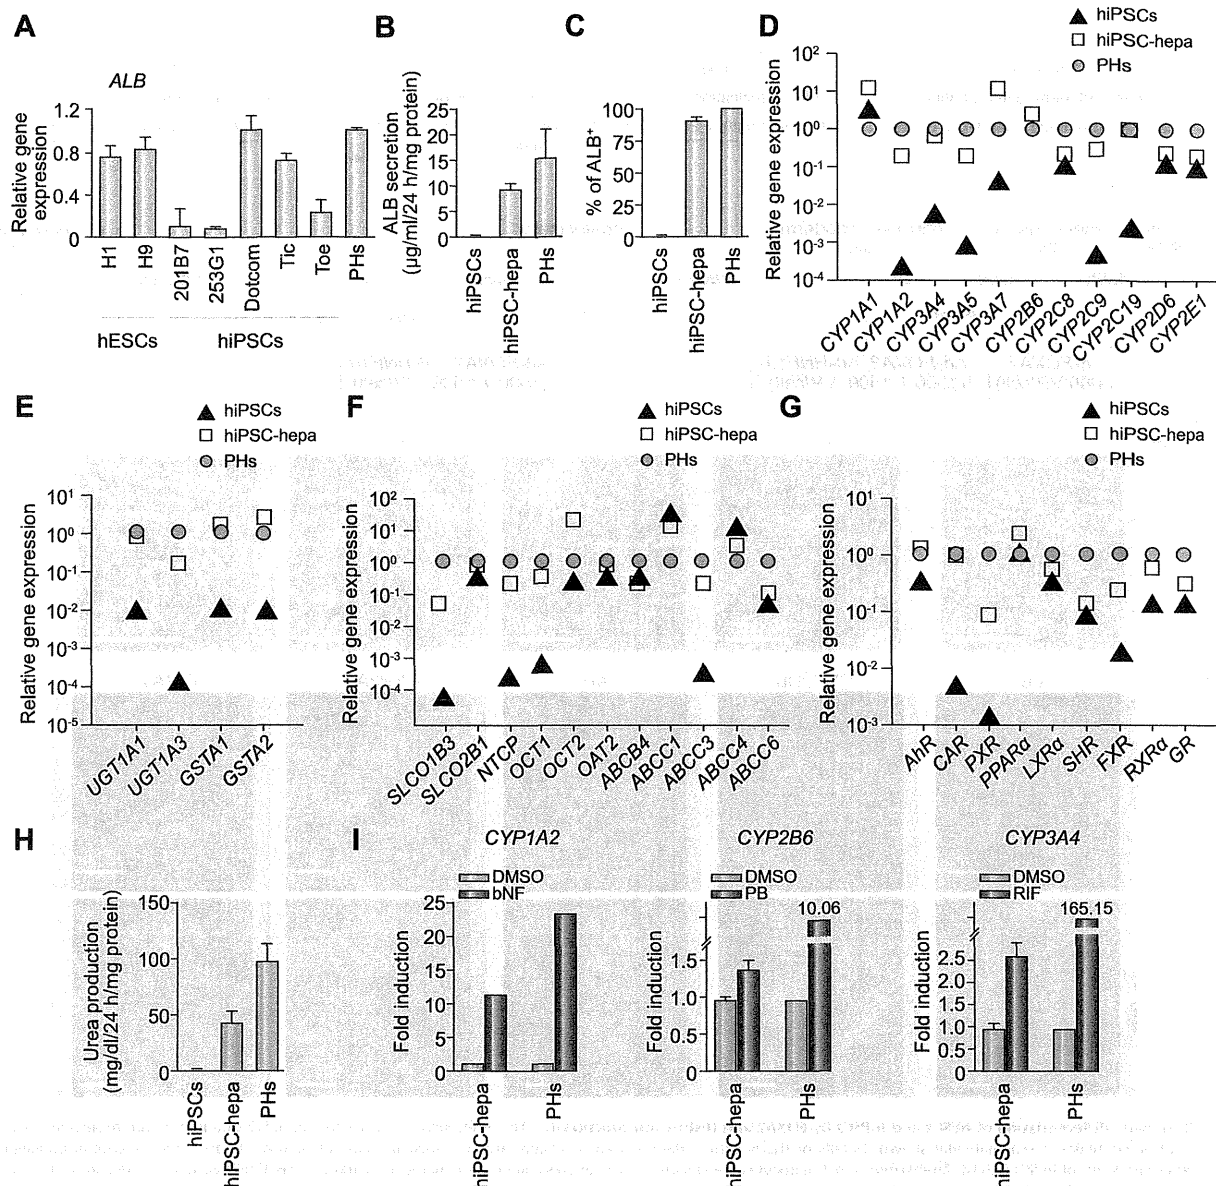 A
ALB
Relative gene
expression
1.2
0.8
0.4
0
H1
H9
201B7
253G1
Dotcom
Tic
Toe
PHs
hESCs
hiPSCs
B
ALB secretion
(μg/ml/24 h/mg protein)
25
20
15
10
5
0
hiPSCs
hiPSC-hepa
PHs
C
% of ALB⁺
100
75
50
25
0
hiPSCs
hiPSC-hepa
PHs
D
hiPSCs
hiPSC-hepa
PHs
Relative gene expression
10²
10¹
10⁰
10⁻¹
10⁻²
10⁻³
10⁻⁴
CYP1A1
CYP1A2
CYP3A4
CYP3A5
CYP3A7
CYP2B6
CYP2C8
CYP2C9
CYP2C19
CYP2D6
CYP2E1
E
hiPSCs
hiPSC-hepa
PHs
Relative gene expression
10¹
10⁰
10⁻¹
10⁻²
10⁻³
10⁻⁴
10⁻⁵
UGT1A1
UGT1A3
GSTA1
GSTA2
F
hiPSCs
hiPSC-hepa
PHs
Relative gene expression
10²
10¹
10⁰
10⁻¹
10⁻²
10⁻³
10⁻⁴
SLCO1B3
SLCO2B1
NTCP
OCT1
OCT2
OAT2
ABCB4
ABCC1
ABCC3
ABCC4
ABCC6
G
hiPSCs
hiPSC-hepa
PHs
Relative gene expression
10¹
10⁰
10⁻¹
10⁻²
10⁻³
AhR
CAR
PXR
PPARα
LXRα
SHR
FXR
RXRα
GR
H
Urea production
(mg/dl/24 h/mg protein)
150
100
50
0
hiPSCs
hiPSC-hepa
PHs
I
CYP1A2
DMSO
bNF
Fold induction
25
20
15
10
5
0
hiPSC-hepa
PHs
CYP2B6
DMSO
PB
10.06
Fold induction
1.5
1.0
0.5
0
hiPSC-hepa
PHs
CYP3A4
DMSO
RIF
165.15
Fold induction
2.5
2.0
1.5
1.0
0.5
0
hiPSC-hepa
PHs